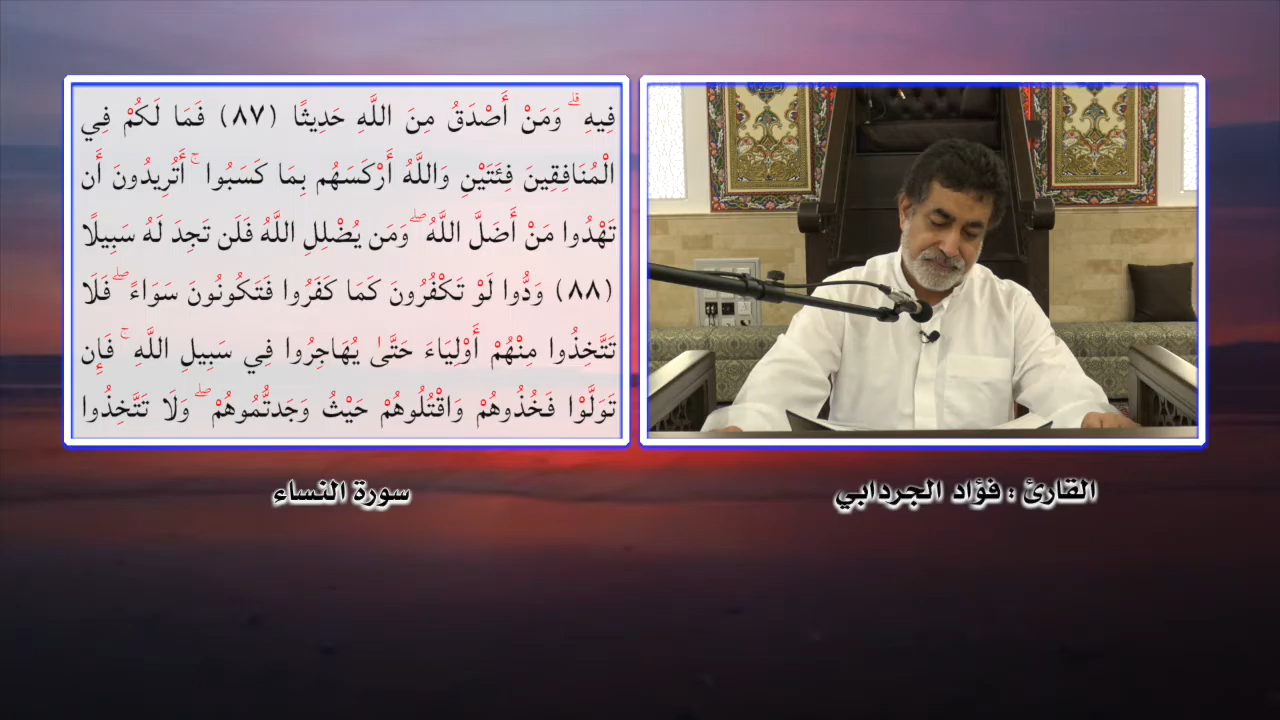 فِيهِ ۗ وَمَنْ أَصْدَقُ مِنَ اللَّهِ حَدِيثًا (٨٧) فَمَا لَكُمْ فِي
الْمُنَافِقِينَ فِئَتَيْنِ وَاللَّهُ أَرْكَسَهُم بِمَا كَسَبُوا ۚ أَتُرِيدُونَ أَن
تَهْدُوا مَنْ أَضَلَّ اللَّهُ ۖ وَمَن يُضْلِلِ اللَّهُ فَلَن تَجِدَ لَهُ سَبِيلًا
(٨٨) وَدُّوا لَوْ تَكْفُرُونَ كَمَا كَفَرُوا فَتَكُونُونَ سَوَاءً ۖ فَلَا
تَتَّخِذُوا مِنْهُمْ أَوْلِيَاءَ حَتَّىٰ يُهَاجِرُوا فِي سَبِيلِ اللَّهِ ۚ فَإِن
تَوَلَّوْا فَخُذُوهُمْ وَاقْتُلُوهُمْ حَيْثُ وَجَدتُّمُوهُمْ ۖ وَلَا تَتَّخِذُوا
القارئ : فؤاد الجردابي
سورة النساء